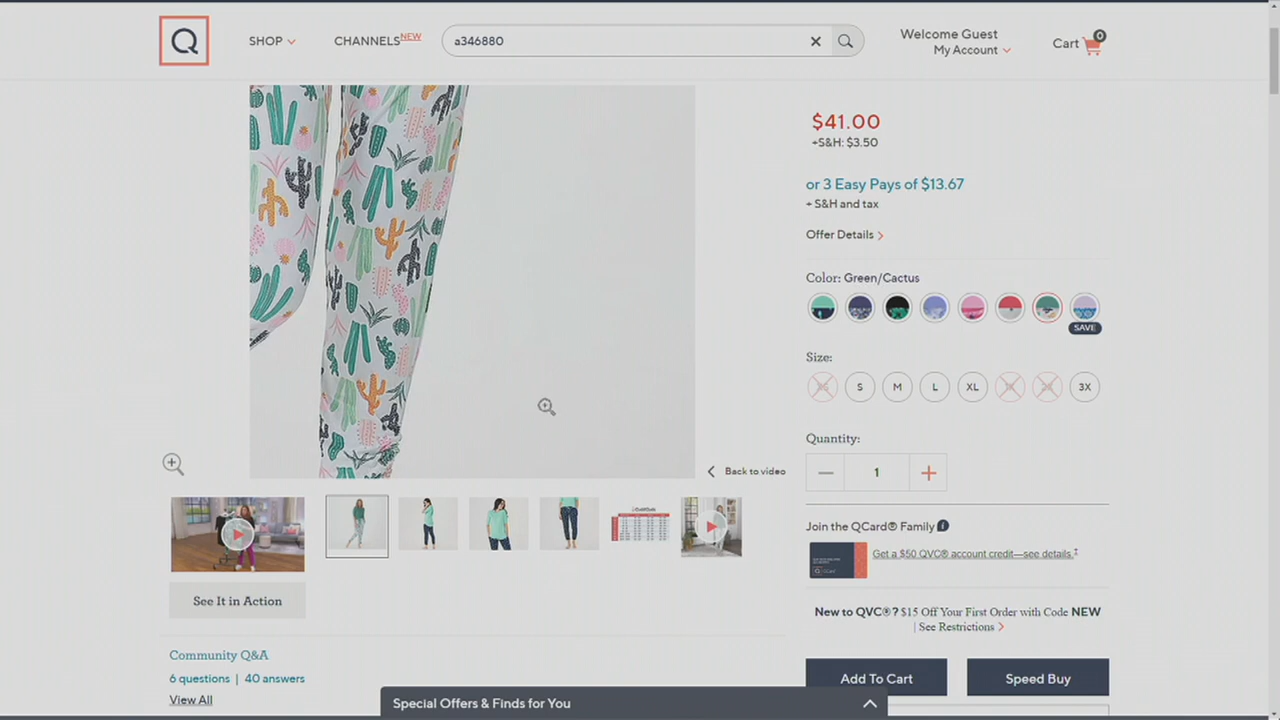 Q
SHOP
CHANNELS NEW
a346880
Welcome Guest
My Account
Cart
0
$41.00
+S&H: $3.50
or 3 Easy Pays of $13.67
+ S&H and tax
Offer Details
Color: Green/Cactus
SAVE
Size:
S
M
L
XL
3X
Quantity:
1
Back to video
Join the QCard® Family
Get a $50 QVC® account credit—see details.‡
New to QVC®? $15 Off Your First Order with Code NEW
| See Restrictions
See It in Action
Community Q&A
6 questions | 40 answers
View All
Add To Cart
Speed Buy
Special Offers & Finds for You